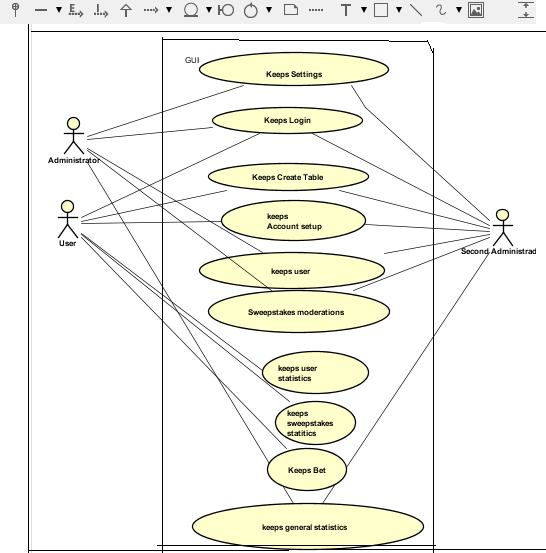 GUI
Keeps Settings
Keeps Login
Administrator
Keeps Create Table
keeps
Account setup
User
Second Administrad
keeps user
Sweepstakes moderations
keeps user
statistics
keeps
sweepstakes
statitics
Keeps Bet
keeps general statistics